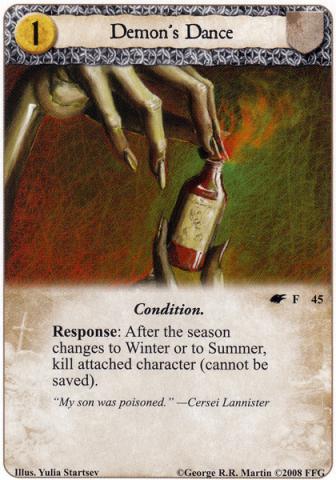 1
Demon's Dance
F 45
Condition.
Response: After the season
changes to Winter or to Summer,
kill attached character (cannot be
saved).
"My son was poisoned." —Cersei Lannister
Illus. Yulia Startsev ©George R.R. Martin ©2008 FFG